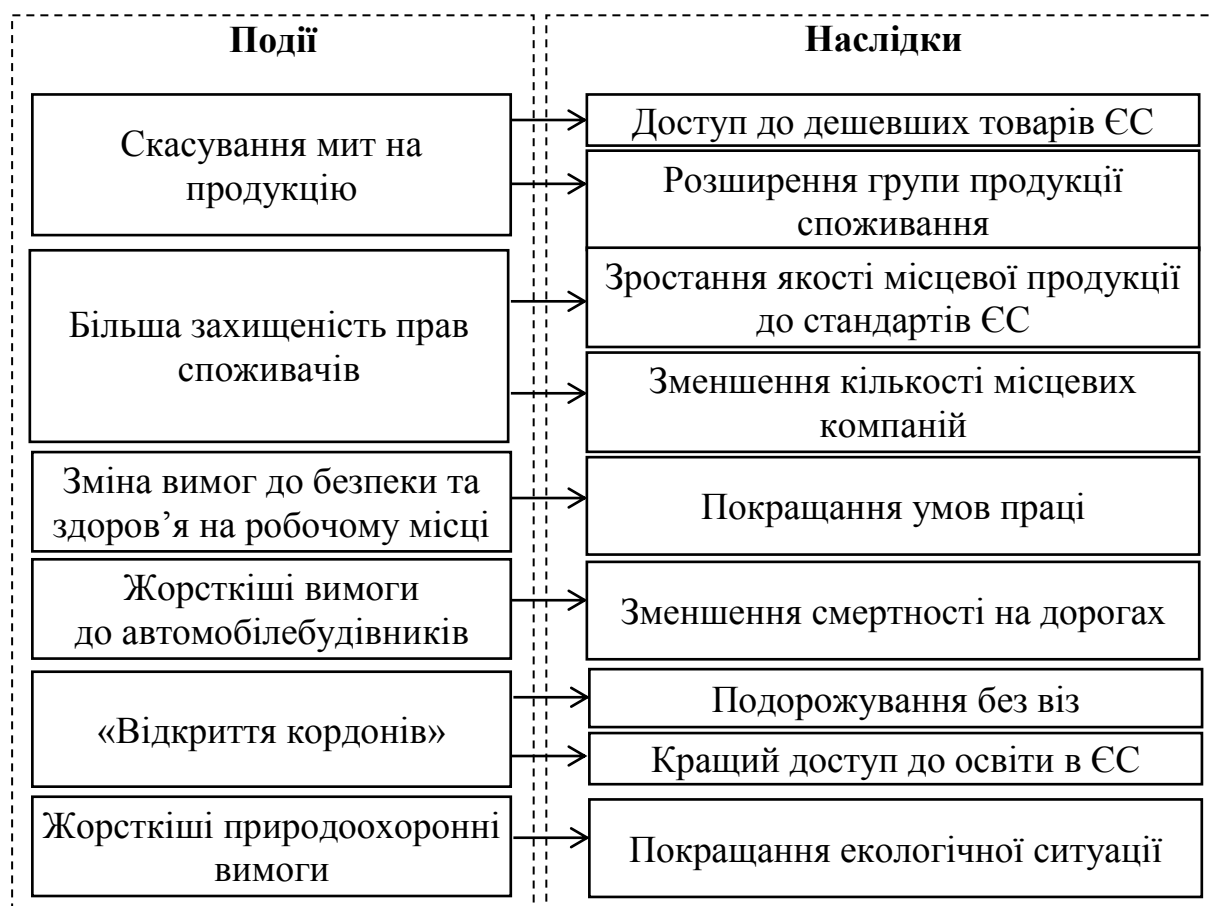 Події
Наслідки
Скасування мит на
продукцію
Доступ до дешевших товарів ЄС
Розширення групи продукції
споживання
Більша захищеність прав
споживачів
Зростання якості місцевої продукції
до стандартів ЄС
Зменшення кількості місцевих
компаній
Зміна вимог до безпеки та
здоров’я на робочому місці
Покращання умов праці
Жорсткіші вимоги
до автомобілебудівників
Зменшення смертності на дорогах
«Відкриття кордонів»
Подорожування без віз
Кращий доступ до освіти в ЄС
Жорсткіші природоохоронні
вимоги
Покращання екологічної ситуації